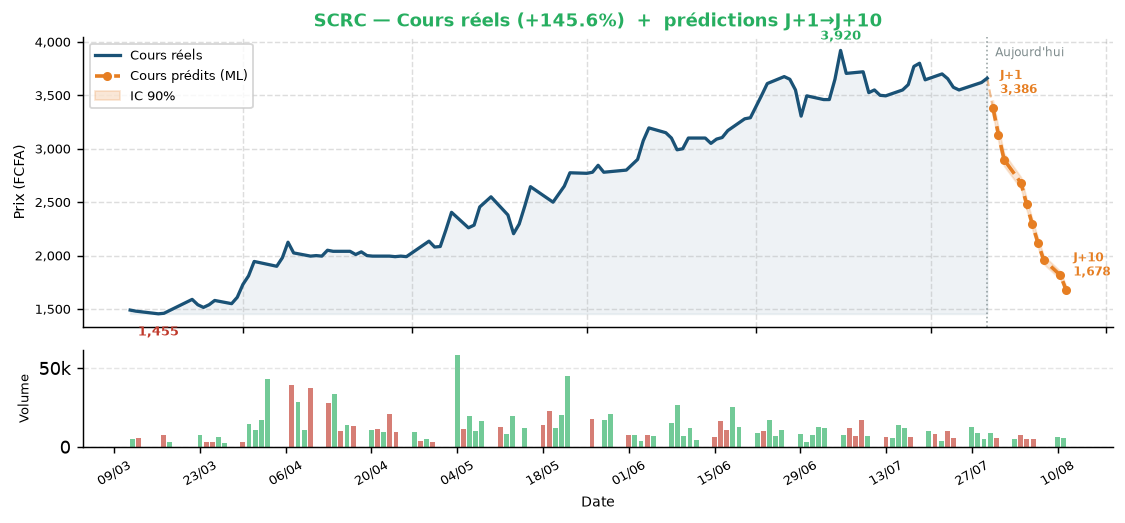 SCRC — Cours réels (+145.6%)  +  prédictions J+1→J+10
3,920
Cours réels
Cours prédits (ML)
IC 90%
Aujourd'hui
J+1
3,386
J+10
1,678
1,455
4,000
3,500
3,000
2,500
2,000
1,500
Prix (FCFA)
50k
0
Volume
09/03
23/03
06/04
20/04
04/05
18/05
01/06
15/06
29/06
13/07
27/07
10/08
Date